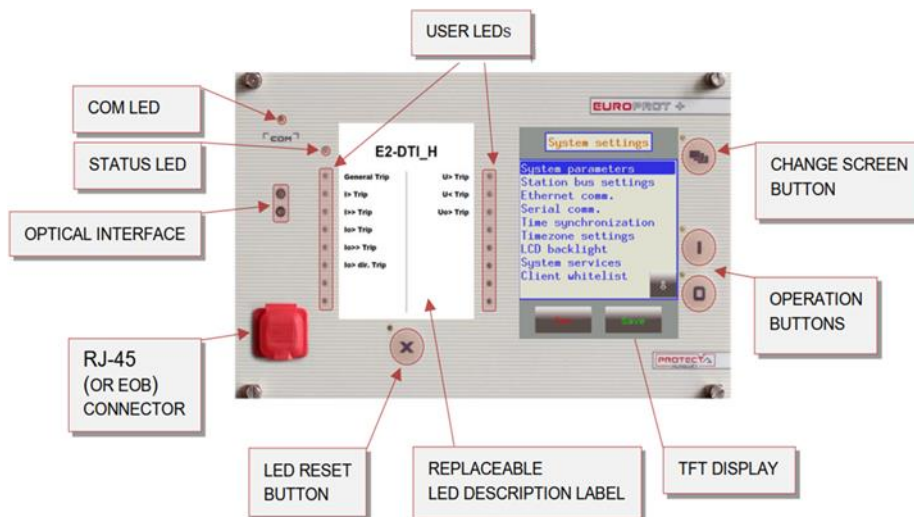 USER LEDs
COM LED
STATUS LED
OPTICAL INTERFACE
RJ-45
(OR EOB)
CONNECTOR
LED RESET
BUTTON
REPLACEABLE
LED DESCRIPTION LABEL
TFT DISPLAY
OPERATION
BUTTONS
CHANGE SCREEN
BUTTON
COM
EUROPROT +
E2-DTI_H
General Trip
I> Trip
I>> Trip
Io> Trip
Io>> Trip
Io> dir. Trip
U> Trip
U< Trip
Uo> Trip
System settings
System parameters
Station bus settings
Ethernet comm.
Serial comm.
Time synchronization
Timezone settings
LCD backlight
System services
Client whitelist
Save
I
O
X
PROTECTA